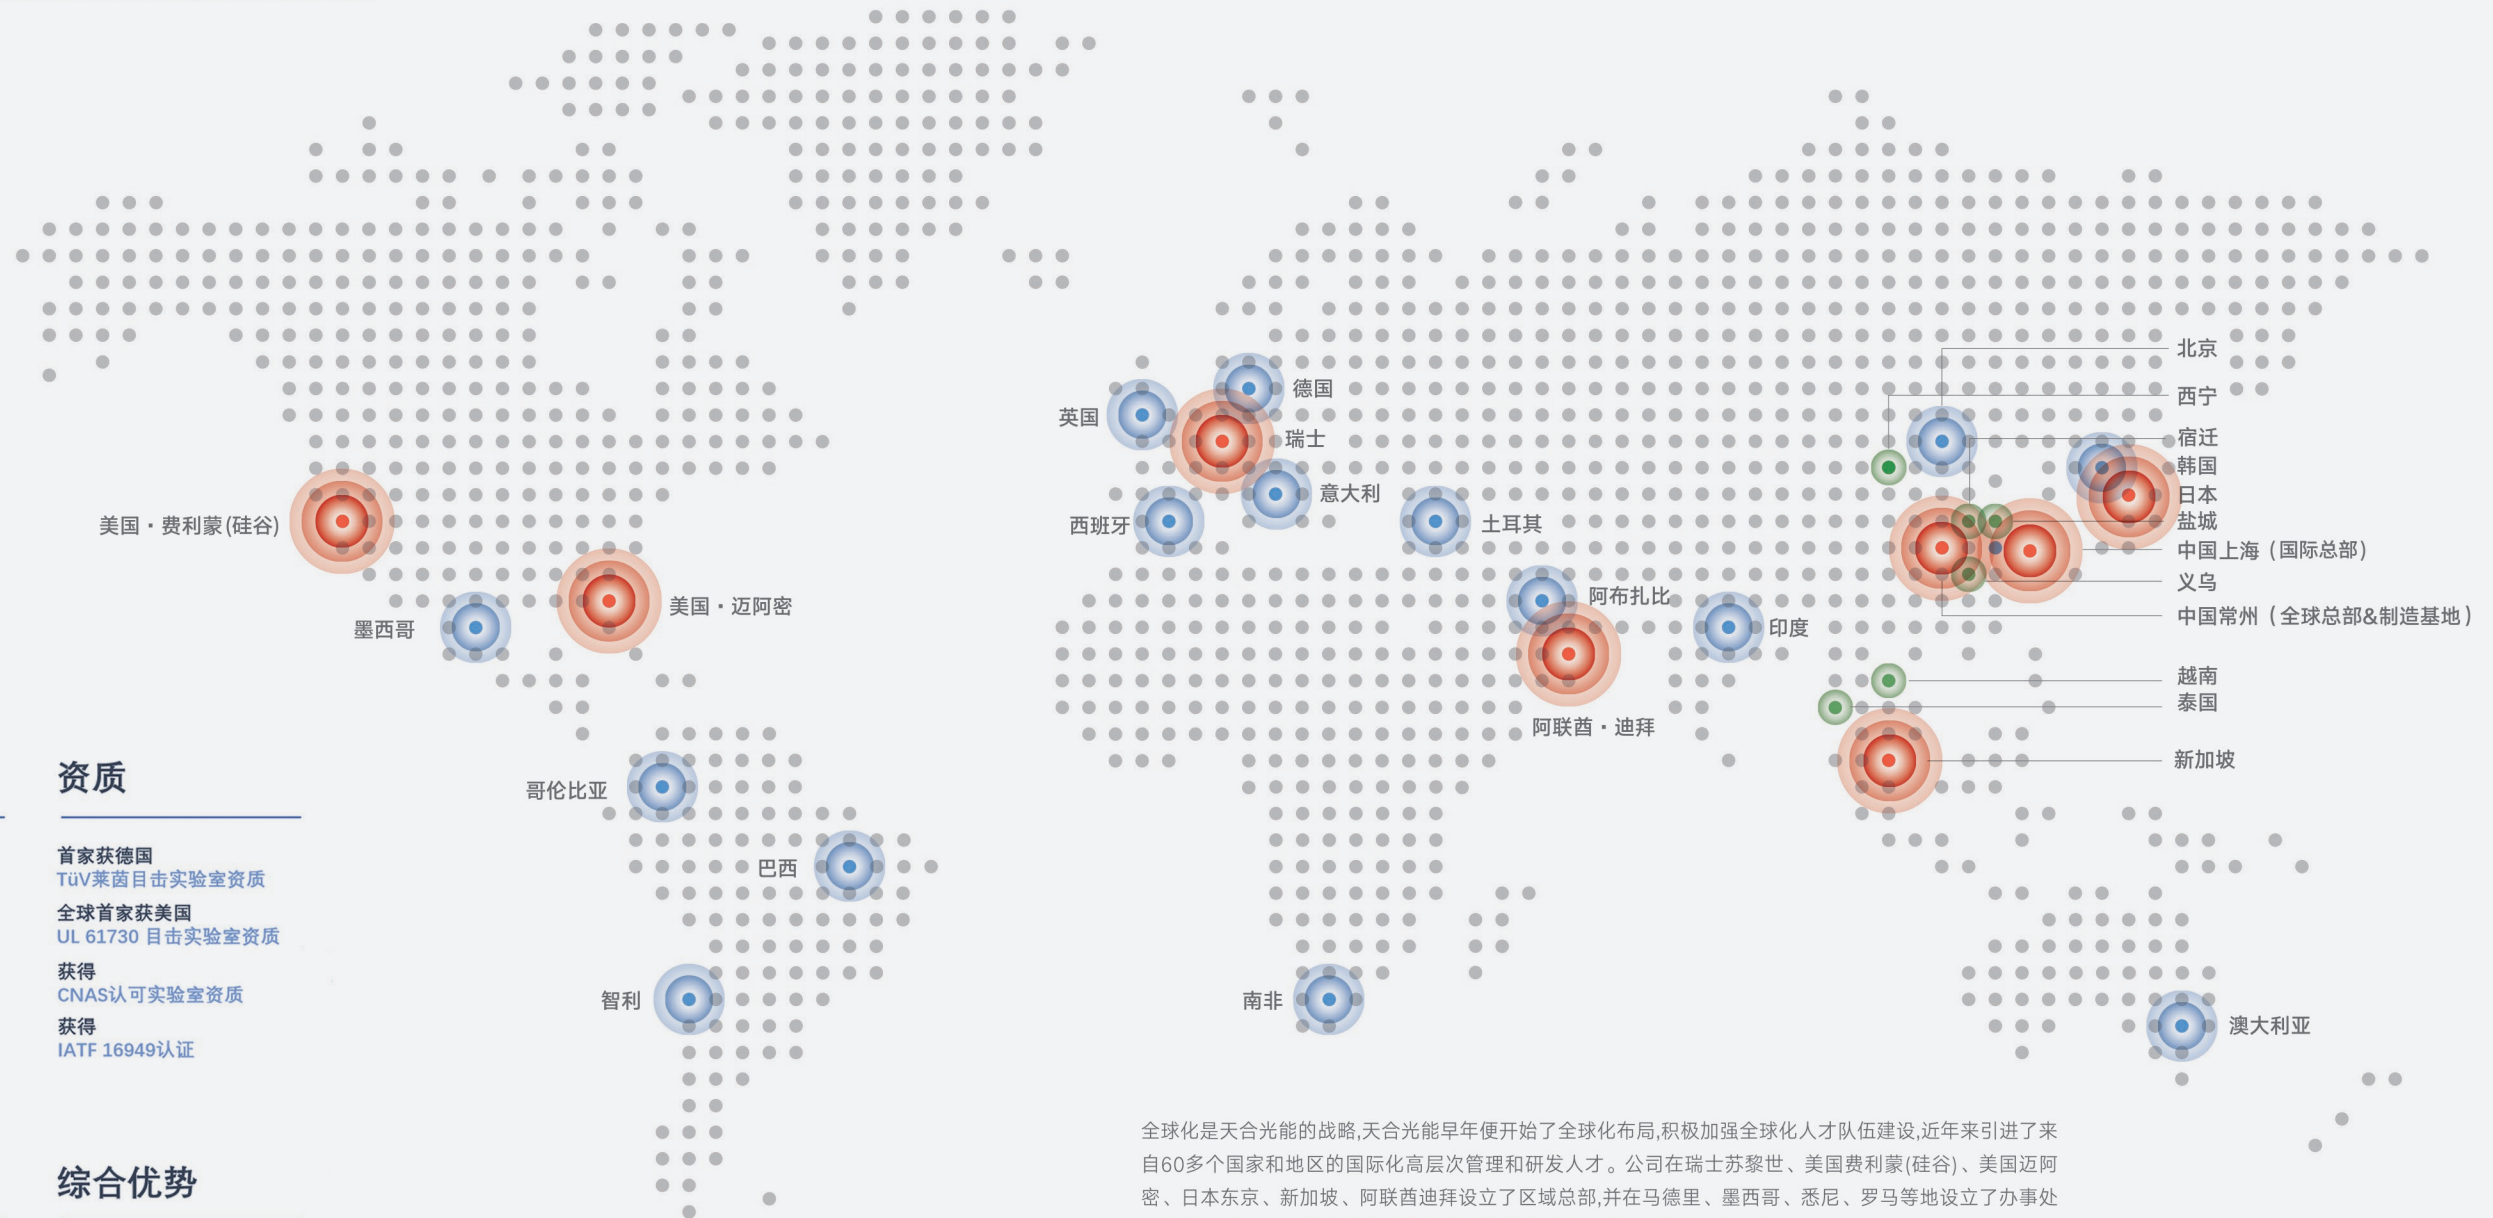 北京
西宁
宿迁
韩国
日本
盐城
中国上海（国际总部）
义乌
中国常州（全球总部&制造基地）
越南
泰国
新加坡
德国
英国
瑞士
意大利
西班牙
土耳其
美国·费利蒙(硅谷)
美国·迈阿密
墨西哥
阿布扎比
印度
阿联酋·迪拜
哥伦比亚
巴西
智利
南非
澳大利亚
资质
首家获德国
TüV莱茵目击实验室资质
全球首家获美国
UL 61730 目击实验室资质
获得
CNAS认可实验室资质
获得
IATF 16949认证
综合优势
全球化是天合光能的战略,天合光能早年便开始了全球化布局,积极加强全球化人才队伍建设,近年来引进了来
自60多个国家和地区的国际化高层次管理和研发人才。公司在瑞士苏黎世、美国费利蒙(硅谷)、美国迈阿
密、日本东京、新加坡、阿联酋迪拜设立了区域总部,并在马德里、墨西哥、悉尼、罗马等地设立了办事处